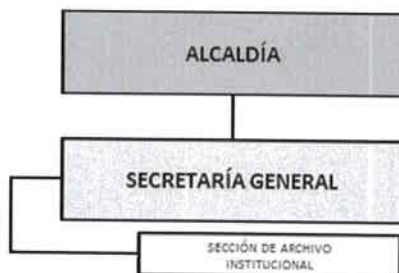 ALCALDÍA
SECRETARÍA GENERAL
SECCIÓN DE ARCHIVO
INSTITUCIONAL